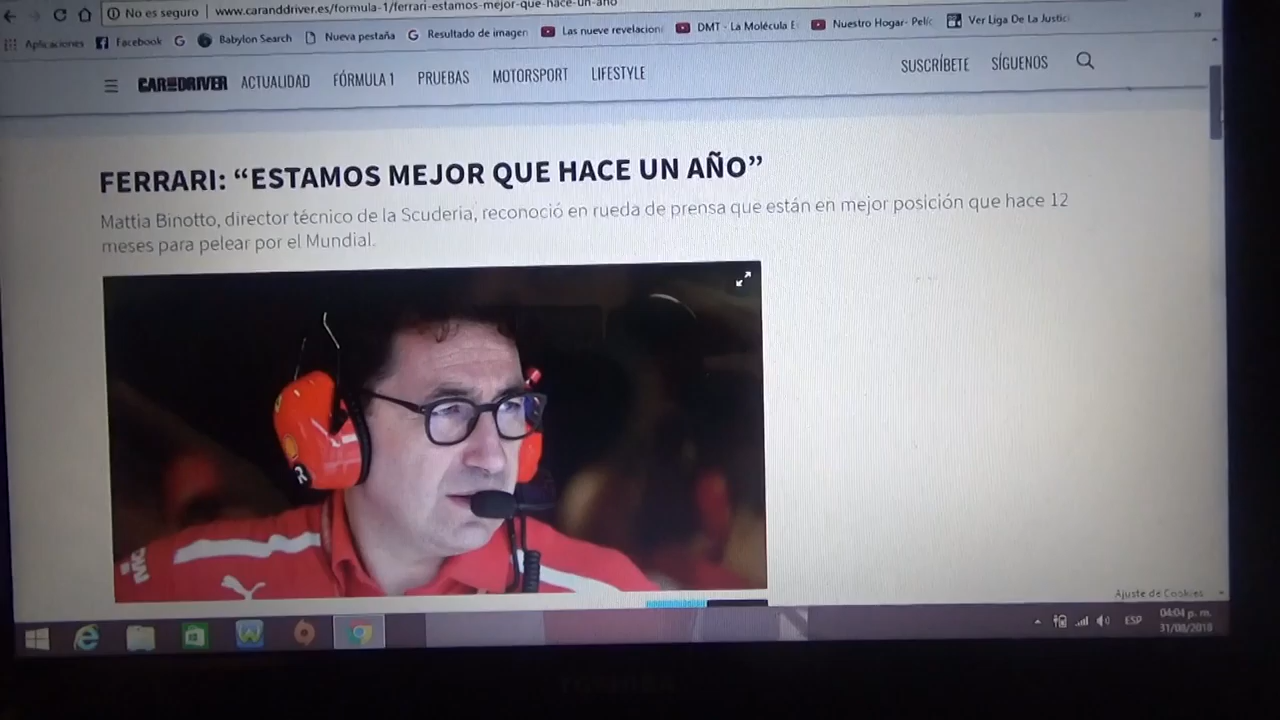 No es seguro | www.caranddriver.es/formula-1/ferrari-estamos-mejor-que-hace-un-año
Aplicaciones Facebook Babylon Search Nueva pestaña Resultado de imagen Las nueve revelacion DMT - La Molécula E Nuestro Hogar- Pelíc Ver Liga De La Justic
CAR AND DRIVER ACTUALIDAD FÓRMULA 1 PRUEBAS MOTORSPORT LIFESTYLE SUSCRÍBETE SÍGUENOS
FERRARI: “ESTAMOS MEJOR QUE HACE UN AÑO”
Mattia Binotto, director técnico de la Scuderia, reconoció en rueda de prensa que están en mejor posición que hace 12
meses para pelear por el Mundial.
Ajuste de Cookies
ESP
04:04 p. m.
31/08/2018